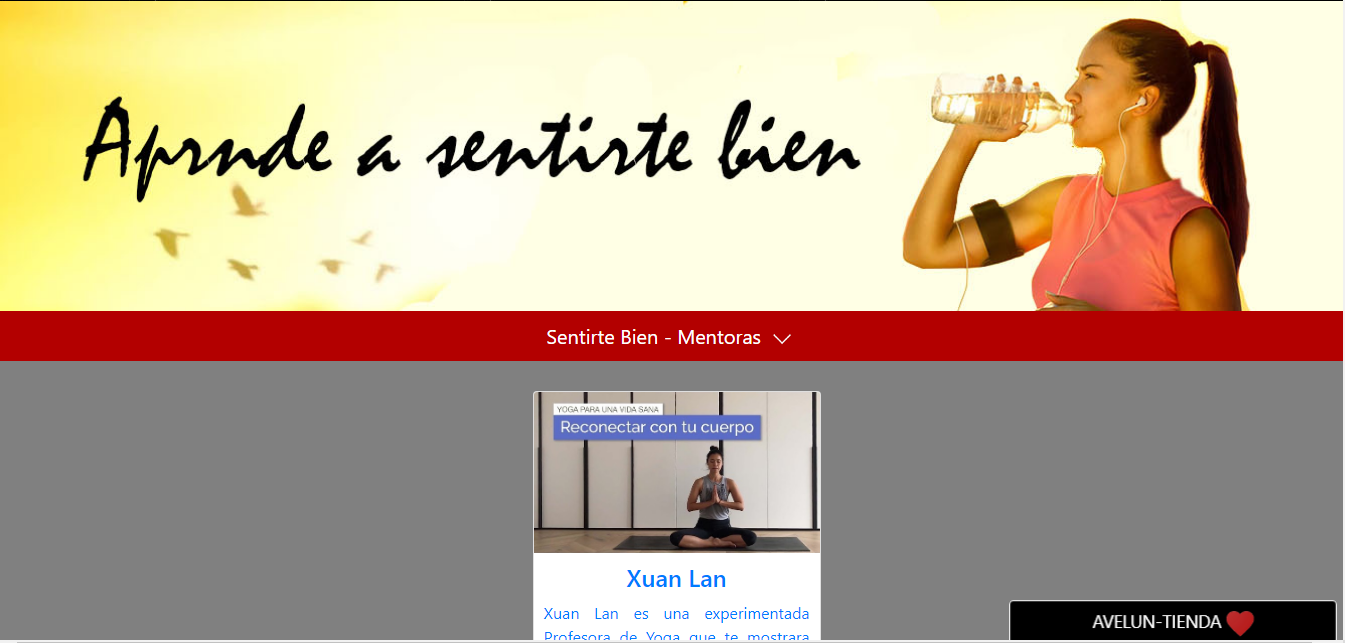 Aprnde a sentirte bien
Sentirte Bien - Mentoras
YOGA PARA UNA VIDA SANA
Reconectar con tu cuerpo
Xuan Lan
Xuan Lan es una experimentada
Profesora de Yoga que te mostrara
AVELUN-TIENDA